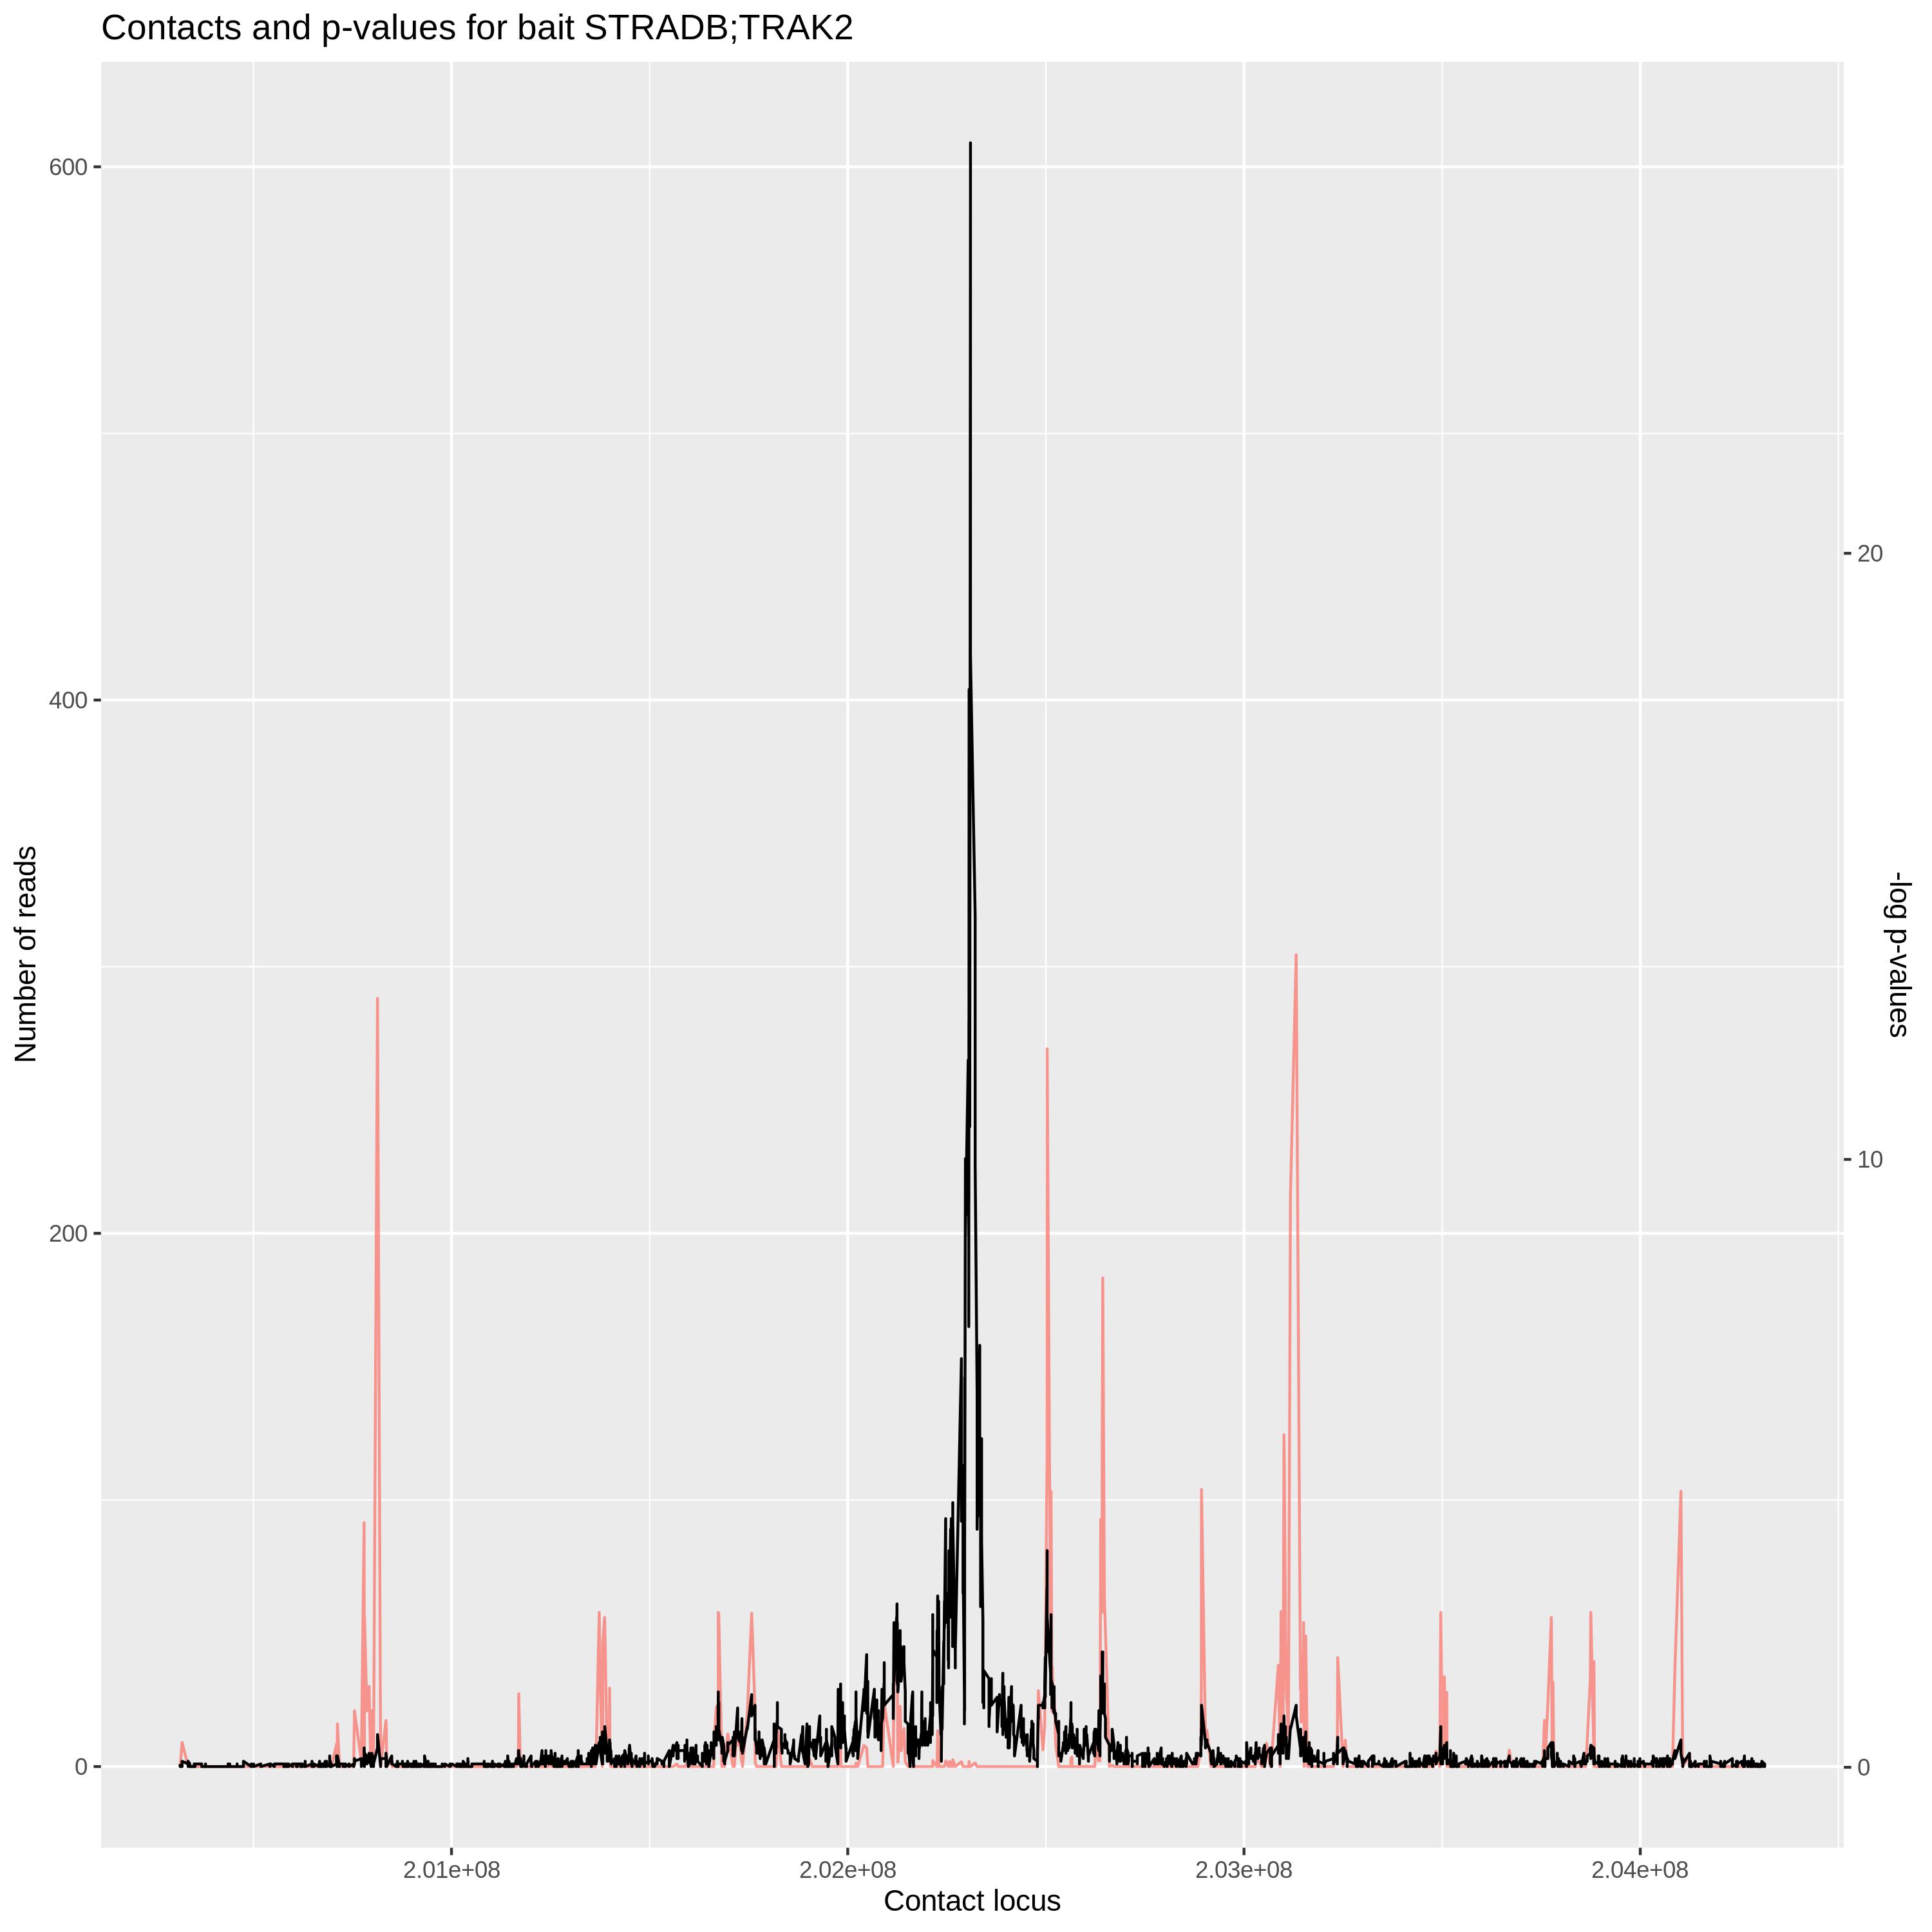 Contacts and p-values for bait STRADB;TRAK2
600
400
200
0
Number of reads
20
10
0
-log p-values
2.01e+08
2.02e+08
2.03e+08
2.04e+08
Contact locus